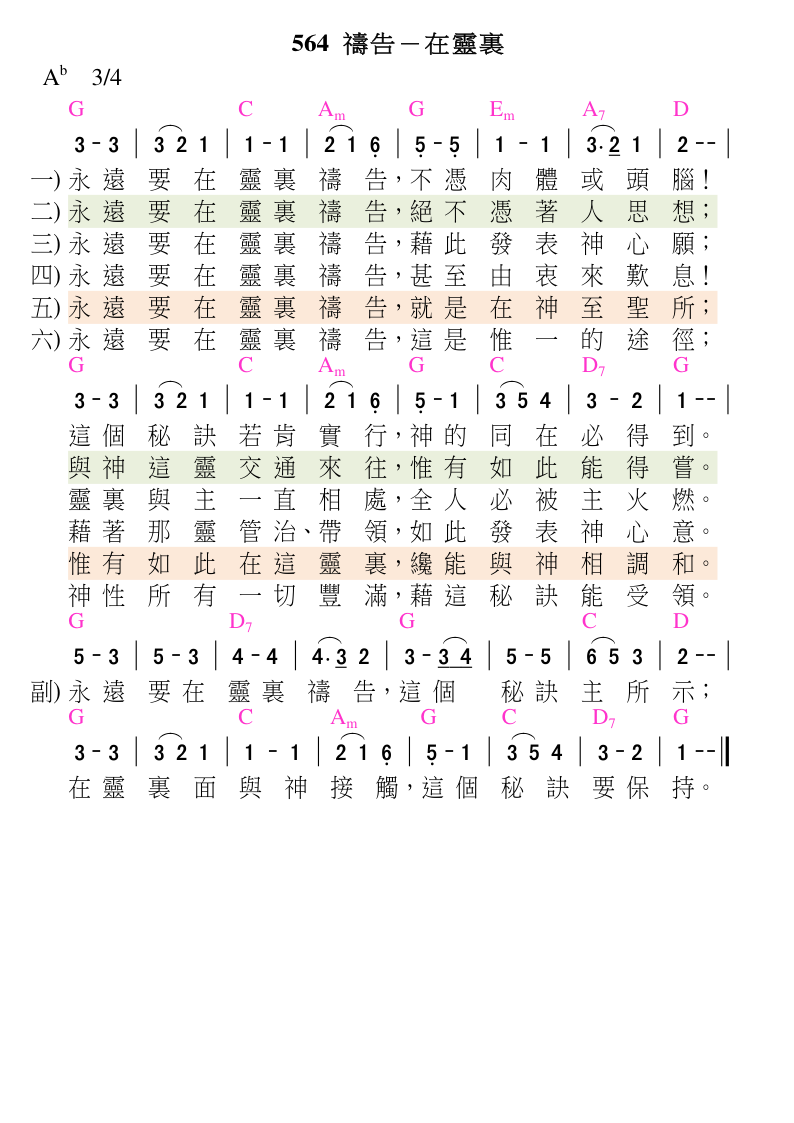 564 禱告－在靈裏
A♭ 3/4
G C Am G Em A7 D
3 - 3 | 3 2 1 | 1 - 1 | 2 1 6̣ | 5̣ - 5̣ | 1 - 1 | 3. 2 1 | 2 - - |
一) 永遠要在靈裏禱告，不憑肉體或頭腦！
二) 永遠要在靈裏禱告，絕不憑著人思想；
三) 永遠要在靈裏禱告，藉此發表神心願；
四) 永遠要在靈裏禱告，甚至由衷來歎息！
五) 永遠要在靈裏禱告，就是在神至聖所；
六) 永遠要在靈裏禱告，這是惟一的途徑；
G C Am G C D7 G
3 - 3 | 3 2 1 | 1 - 1 | 2 1 6̣ | 5̣ - 1 | 3 5 4 | 3 - 2 | 1 - - |
這個秘訣若肯實行，神的同在必得到。
與神這靈交通來往，惟有如此能得嘗。
靈裏與主一直相處，全人必被主火燃。
藉著那靈管治、帶領，如此發表神心意。
惟有如此在這靈裏，纔能與神相調和。
神性所有一切豐滿，藉這秘訣能受領。
G D7 G C D
5 - 3 | 5 - 3 | 4 - 4 | 4. 3 2 | 3 - 3 4 | 5 - 5 | 6 5 3 | 2 - - |
副) 永遠要在靈裏禱告，這個秘訣主所示；
G C Am G C D7 G
3 - 3 | 3 2 1 | 1 - 1 | 2 1 6̣ | 5̣ - 1 | 3 5 4 | 3 - 2 | 1 - - ‖
在靈裏面與神接觸，這個秘訣要保持。